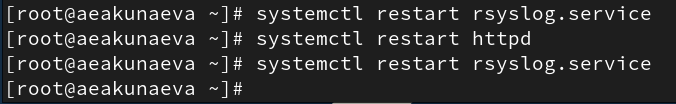 [root@aeakunaeva ~]# systemctl restart rsyslog.service
[root@aeakunaeva ~]# systemctl restart httpd
[root@aeakunaeva ~]# systemctl restart rsyslog.service
[root@aeakunaeva ~]#